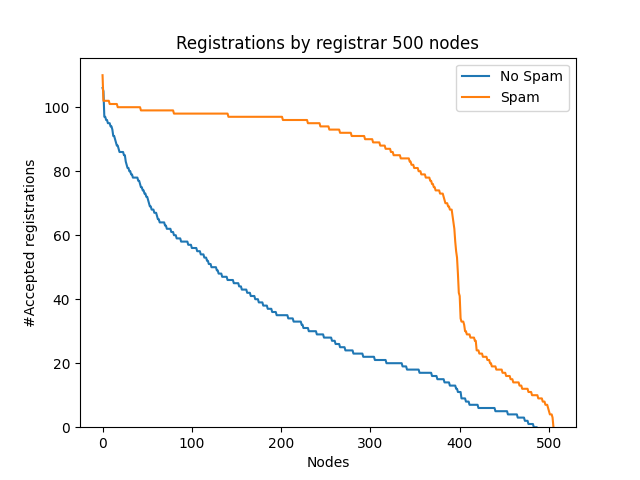 Registrations by registrar 500 nodes
No Spam
Spam
#Accepted registrations
100
80
60
40
20
0
0 100 200 300 400 500
Nodes